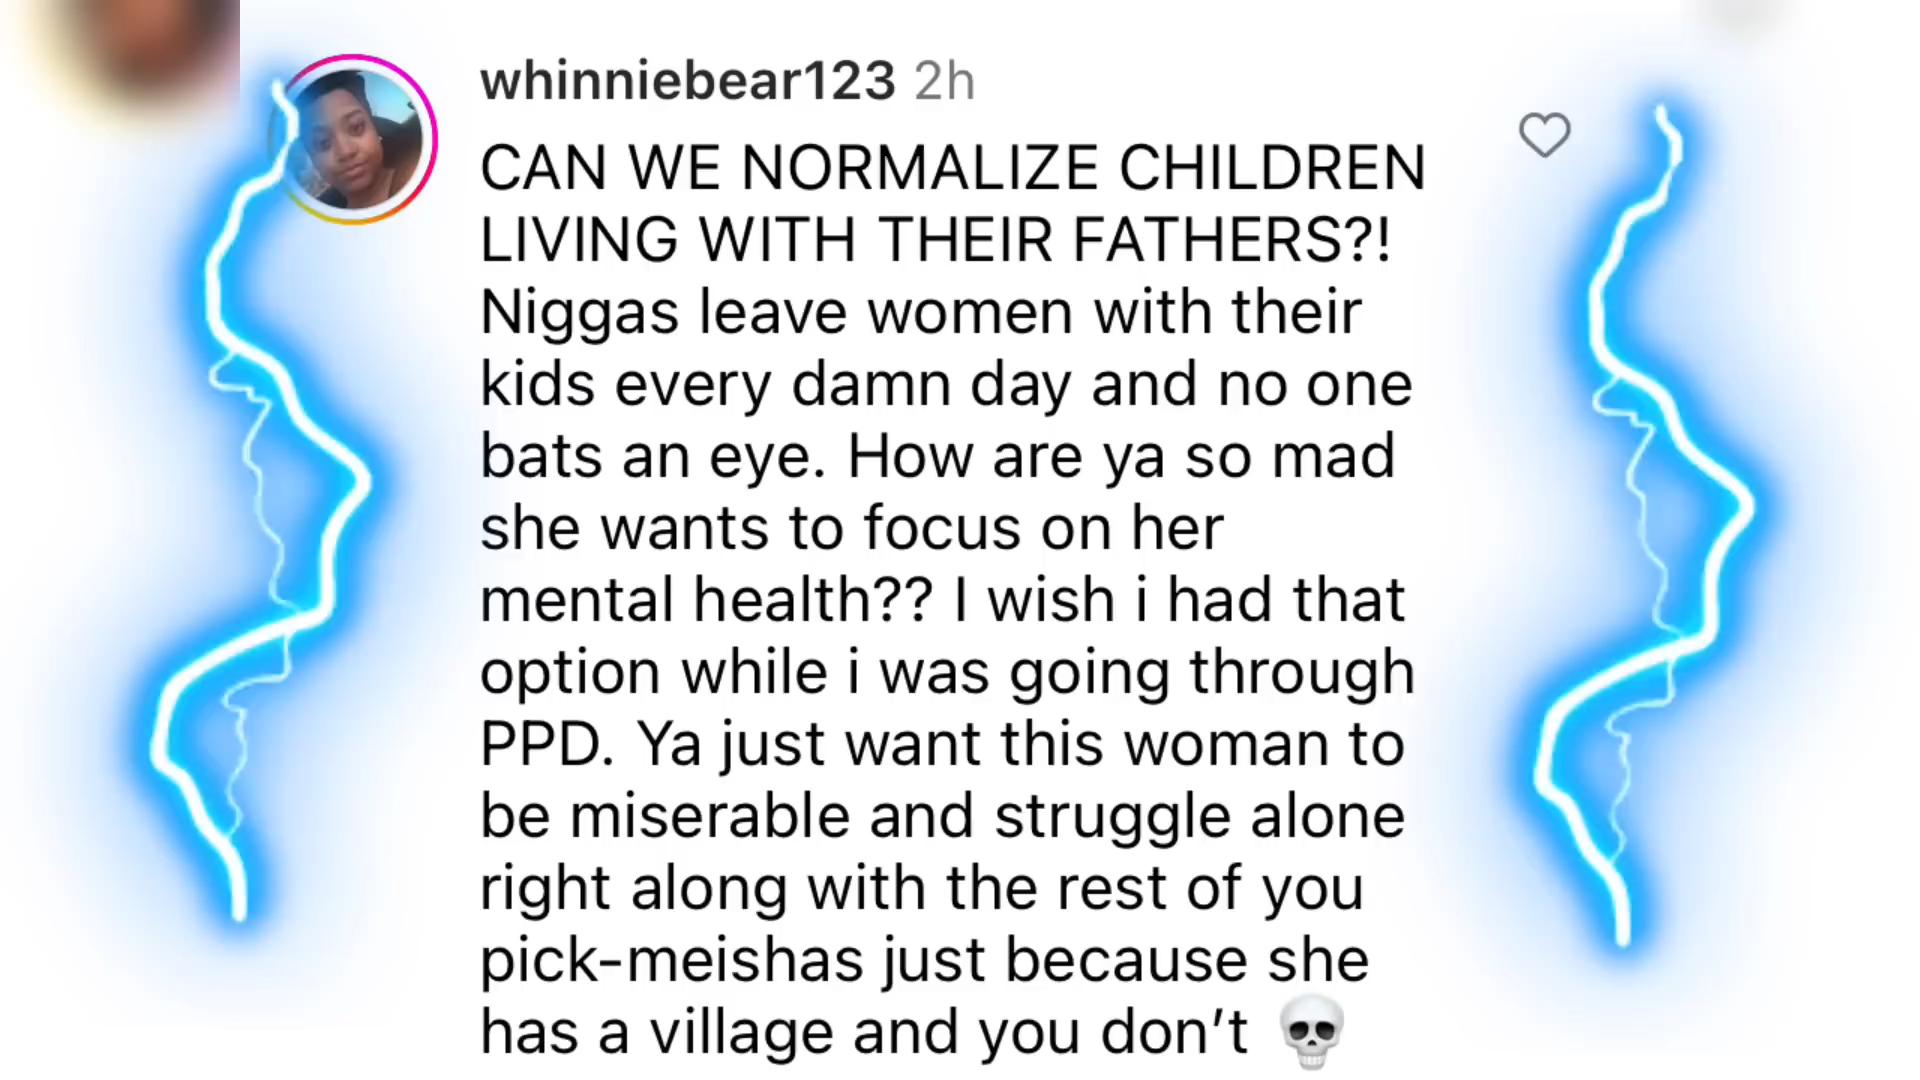 whinniebear123 2h
CAN WE NORMALIZE CHILDREN
LIVING WITH THEIR FATHERS?!
Niggas leave women with their
kids every damn day and no one
bats an eye. How are ya so mad
she wants to focus on her
mental health?? I wish i had that
option while i was going through
PPD. Ya just want this woman to
be miserable and struggle alone
right along with the rest of you
pick-meishas just because she
has a village and you don’t 💀